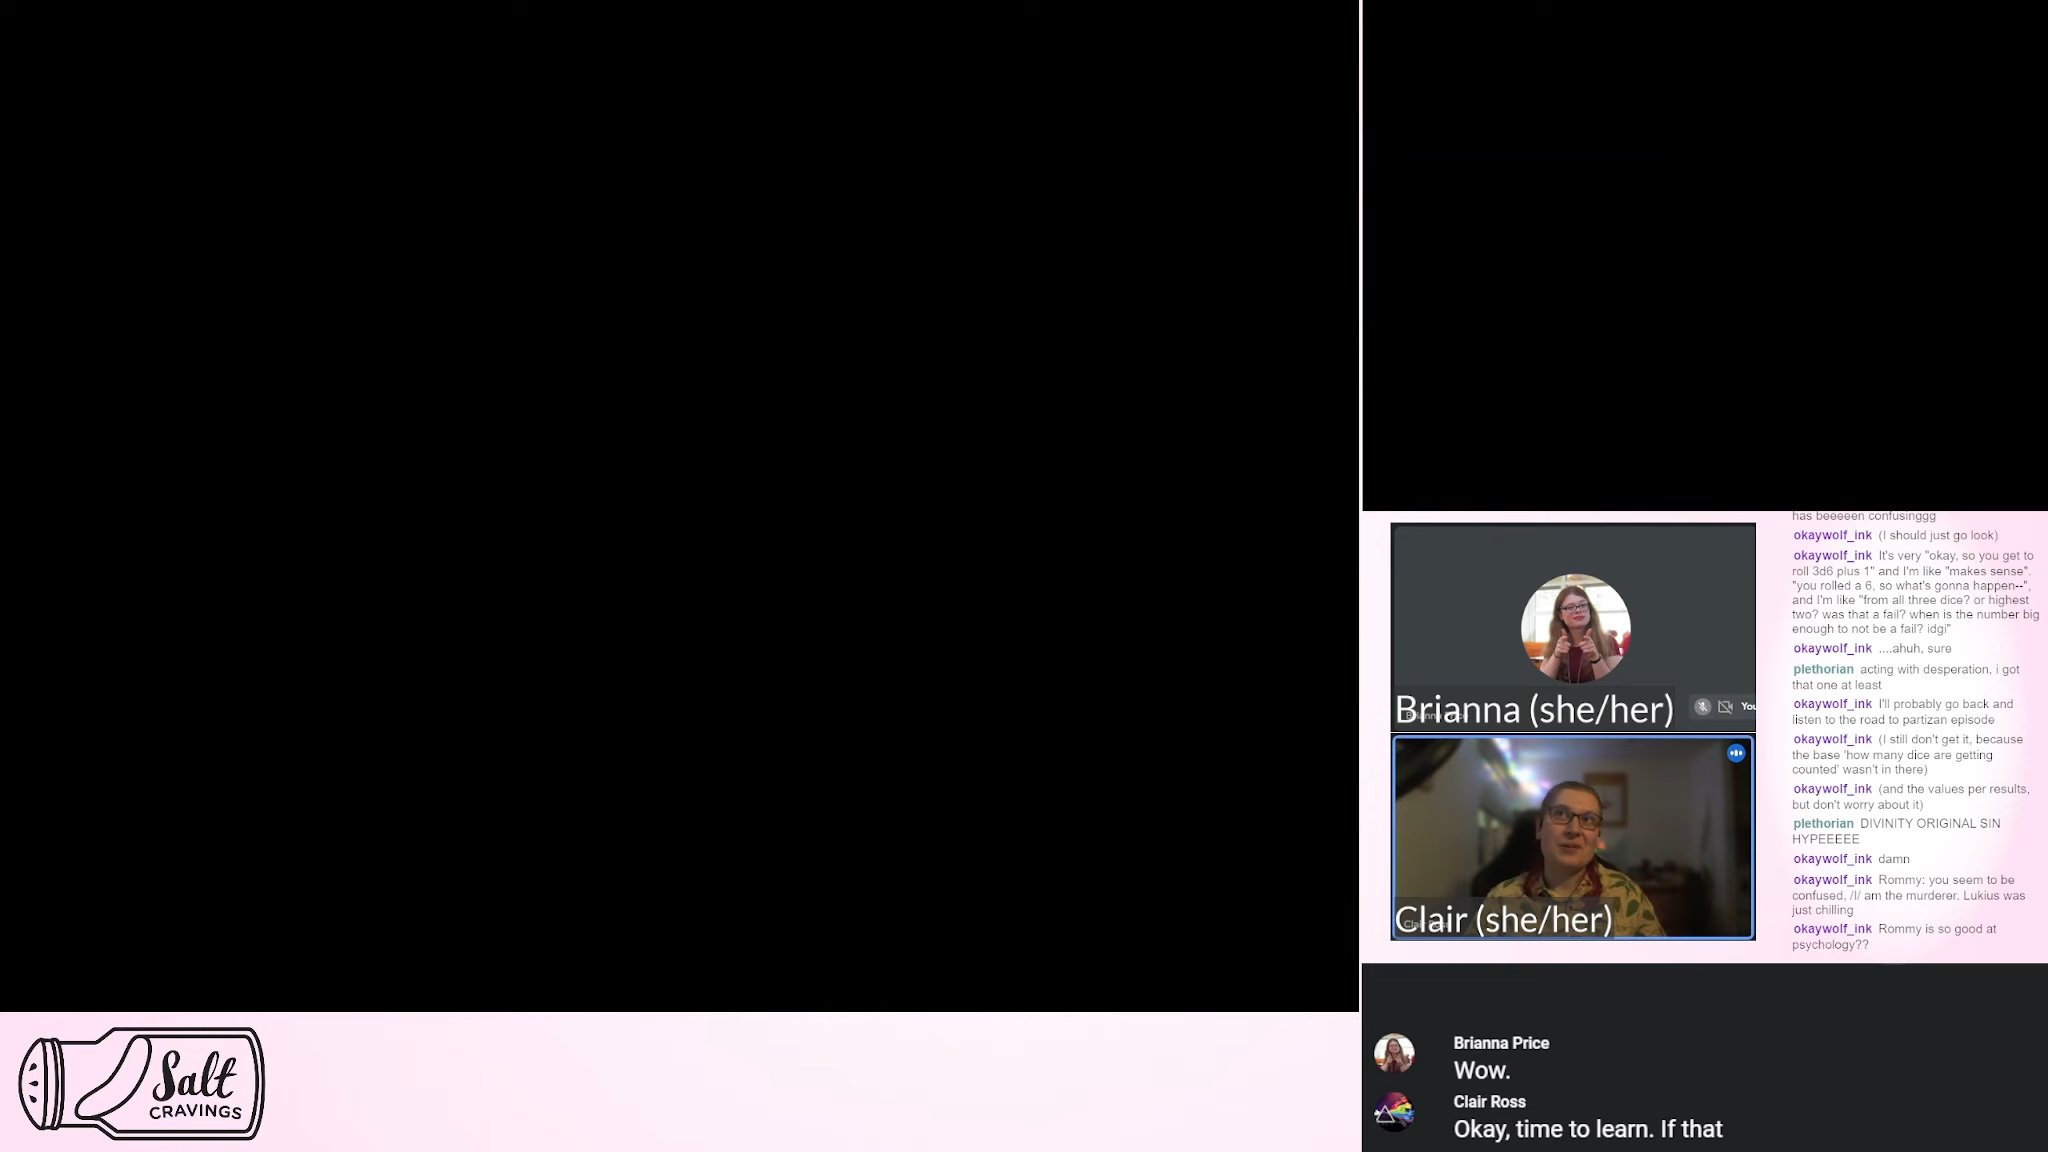 has beeeeen confusinggg
okaywolf_ink (I should just go look)
okaywolf_ink It's very "okay, so you get to
roll 3d6 plus 1" and I'm like "makes sense".
"you rolled a 6, so what's gonna happen--",
and I'm like "from all three dice? or highest
two? was that a fail? when is the number big
enough to not be a fail? idgi"
okaywolf_ink ....ahuh, sure
plethorian acting with desperation, i got
that one at least
okaywolf_ink I'll probably go back and
listen to the road to partizan episode
okaywolf_ink (I still don't get it, because
the base 'how many dice are getting
counted' wasn't in there)
okaywolf_ink (and the values per results,
but don't worry about it)
plethorian DIVINITY ORIGINAL SIN
HYPEEEEE
okaywolf_ink damn
okaywolf_ink Rommy: you seem to be
confused, /I/ am the murderer. Lukius was
just chilling
okaywolf_ink Rommy is so good at
psychology??
Brianna (she/her)
You
Clair (she/her)
Salt
CRAVINGS
Brianna Price
Wow.
Clair Ross
Okay, time to learn. If that